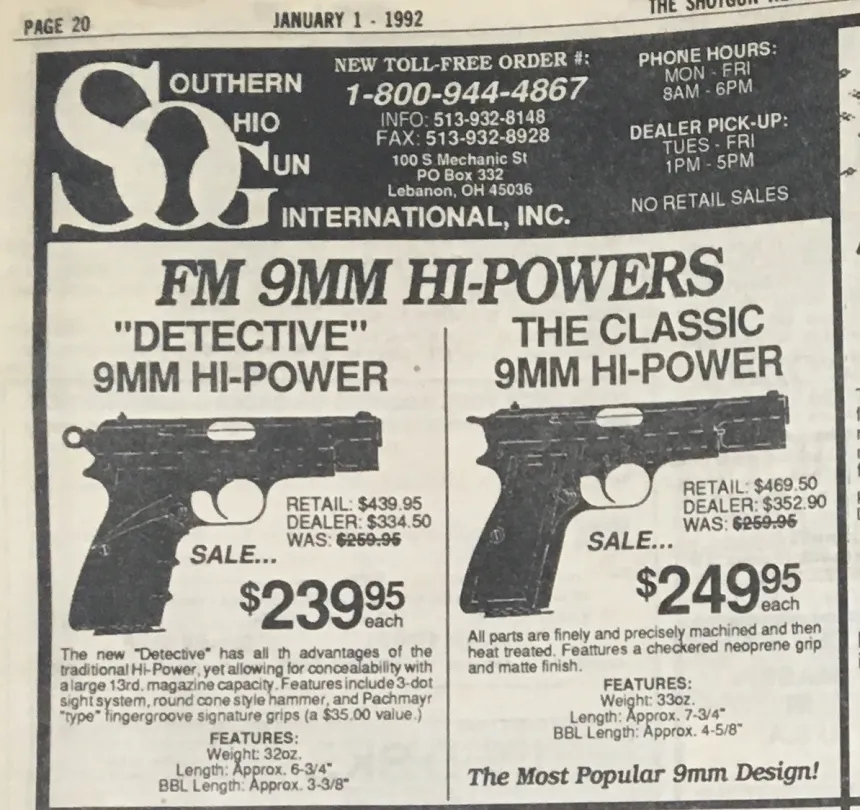 PAGE 20
JANUARY 1 - 1992
THE SHOTGUN
SOUTHERN
OHIO
GUN
INTERNATIONAL, INC.
NEW TOLL-FREE ORDER #:
1-800-944-4867
INFO: 513-932-8148
FAX: 513-932-8928
100 S Mechanic St
PO Box 332
Lebanon, OH 45036
PHONE HOURS:
MON - FRI
8AM - 6PM
DEALER PICK-UP:
TUES - FRI
1PM - 5PM
NO RETAIL SALES
FM 9MM HI-POWERS
"DETECTIVE"
9MM HI-POWER
RETAIL: $439.95
DEALER: $334.50
WAS: $259.95
SALE...
$239.95
each
The new "Detective" has all th advantages of the
traditional Hi-Power, yet allowing for concealability with
a large 13rd. magazine capacity. Features include 3-dot
sight system, round cone style hammer, and Pachmayr
"type" fingergroove signature grips (a $35.00 value.)
FEATURES:
Weight: 32oz.
Length: Approx. 6-3/4"
BBL Length: Approx. 3-3/8"
THE CLASSIC
9MM HI-POWER
RETAIL: $469.50
DEALER: $352.90
WAS: $259.95
SALE...
$249.95
each
All parts are finely and precisely machined and then
heat treated. Feattures a checkered neoprene grip
and matte finish.
FEATURES:
Weight: 33oz.
Length: Approx. 7-3/4"
BBL Length: Approx. 4-5/8"
The Most Popular 9mm Design!